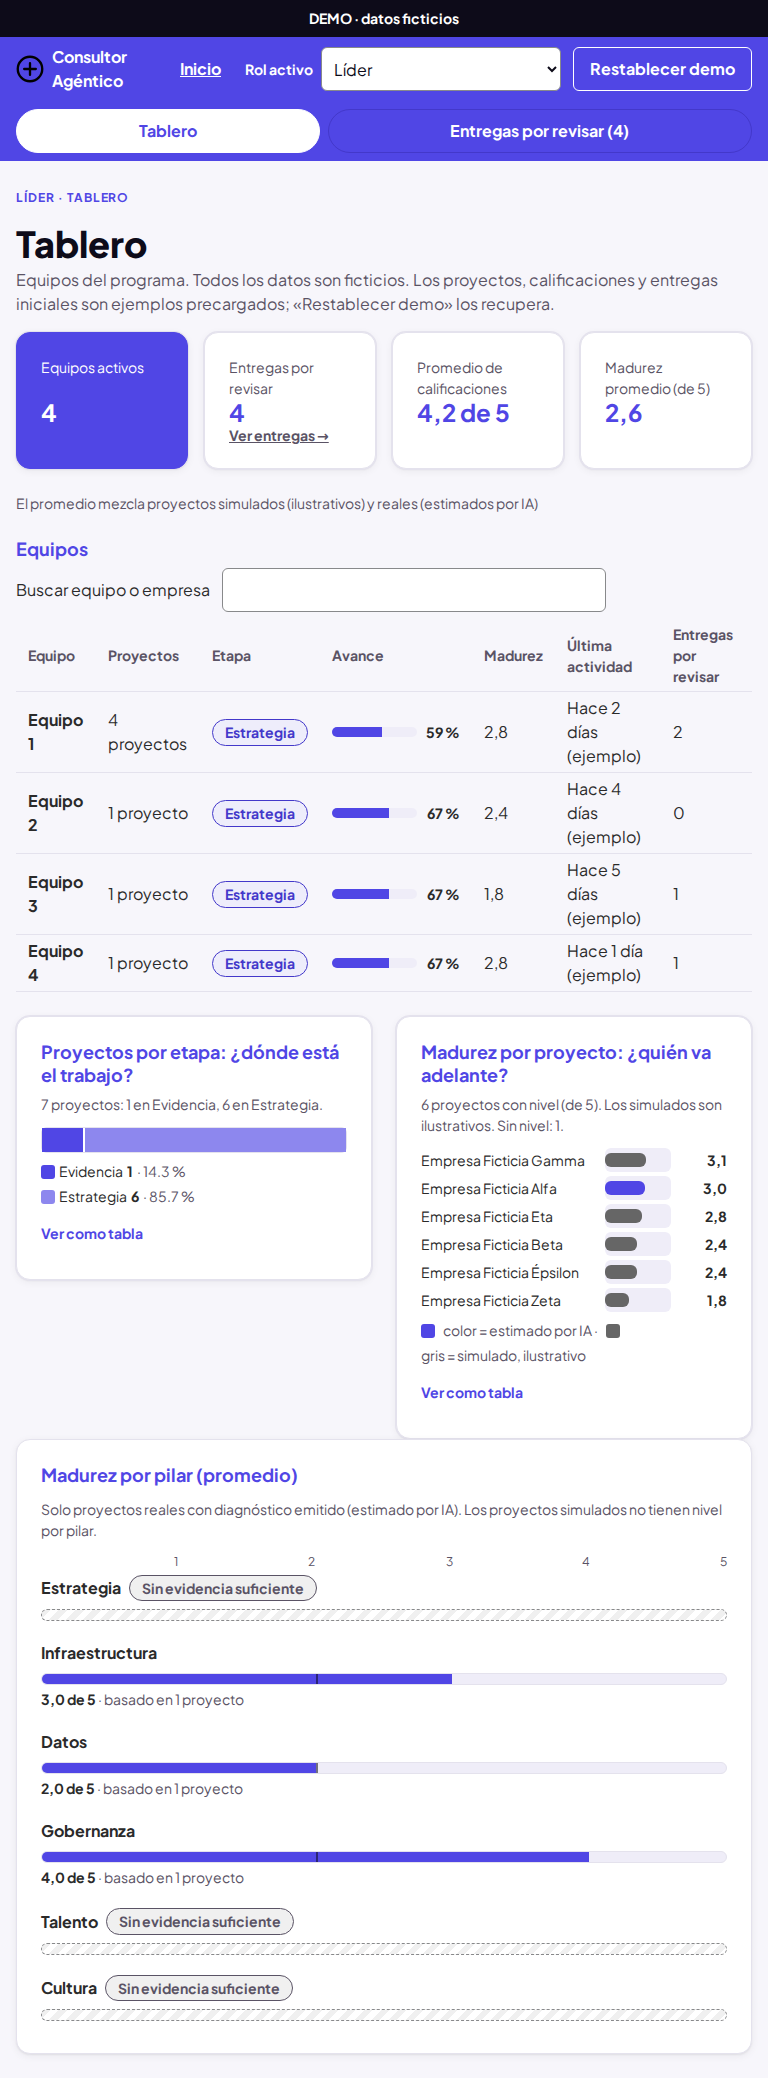 DEMO · datos ficticios
Consultor
Agéntico
Inicio
Rol activo
Líder
Restablecer demo
Tablero
Entregas por revisar (4)
LÍDER · TABLERO
Tablero
Equipos del programa. Todos los datos son ficticios. Los proyectos, calificaciones y entregas
iniciales son ejemplos precargados; «Restablecer demo» los recupera.
Equipos activos
4
Entregas por
revisar
4
Ver entregas →
Promedio de
calificaciones
4,2 de 5
Madurez
promedio (de 5)
2,6
El promedio mezcla proyectos simulados (ilustrativos) y reales (estimados por IA)
Equipos
Buscar equipo o empresa
Equipo Proyectos Etapa Avance Madurez Última actividad Entregas por revisar
Equipo 1 4 proyectos Estrategia 59 % 2,8 Hace 2 días (ejemplo) 2
Equipo 2 1 proyecto Estrategia 67 % 2,4 Hace 4 días (ejemplo) 0
Equipo 3 1 proyecto Estrategia 67 % 1,8 Hace 5 días (ejemplo) 1
Equipo 4 1 proyecto Estrategia 67 % 2,8 Hace 1 día (ejemplo) 1
Proyectos por etapa: ¿dónde está
el trabajo?
7 proyectos: 1 en Evidencia, 6 en Estrategia.
Evidencia 1 · 14.3 %
Estrategia 6 · 85.7 %
Ver como tabla
Madurez por proyecto: ¿quién va
adelante?
6 proyectos con nivel (de 5). Los simulados son
ilustrativos. Sin nivel: 1.
Empresa Ficticia Gamma 3,1
Empresa Ficticia Alfa 3,0
Empresa Ficticia Eta 2,8
Empresa Ficticia Beta 2,4
Empresa Ficticia Épsilon 2,4
Empresa Ficticia Zeta 1,8
color = estimado por IA ·
gris = simulado, ilustrativo
Ver como tabla
Madurez por pilar (promedio)
Solo proyectos reales con diagnóstico emitido (estimado por IA). Los proyectos simulados no tienen nivel
por pilar.
1 2 3 4 5
Estrategia Sin evidencia suficiente
Infraestructura
3,0 de 5 · basado en 1 proyecto
Datos
2,0 de 5 · basado en 1 proyecto
Gobernanza
4,0 de 5 · basado en 1 proyecto
Talento Sin evidencia suficiente
Cultura Sin evidencia suficiente